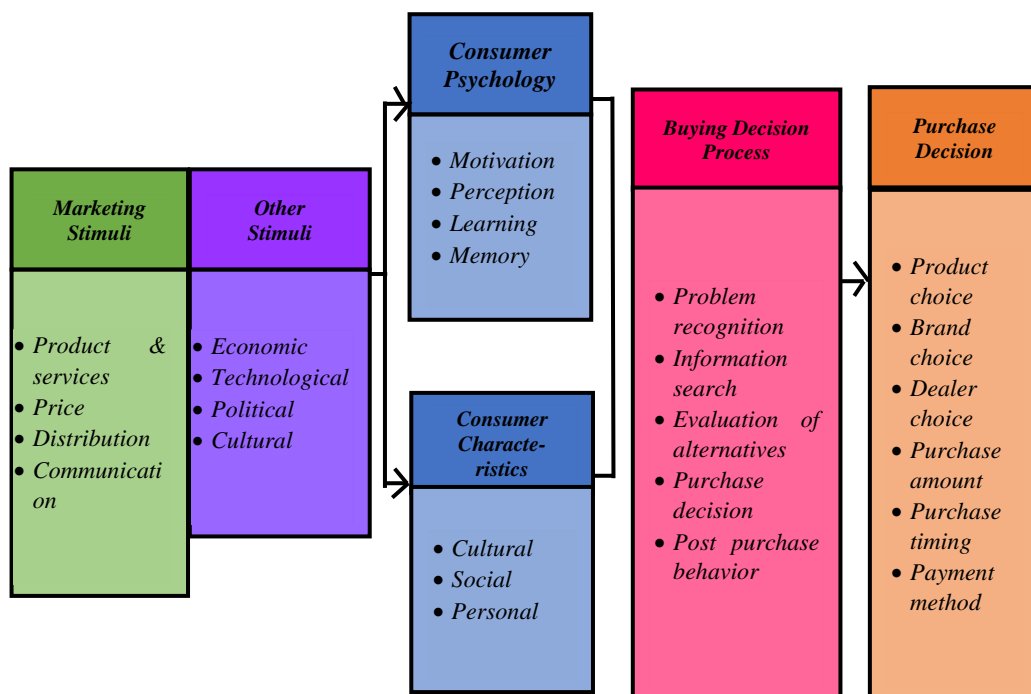 Marketing
Stimuli
• Product & 
services
• Price
• Distribution
• Communicati
on
Other
Stimuli
• Economic
• Technological
• Political
• Cultural
Consumer
Psychology
• Motivation
• Perception
• Learning
• Memory
Consumer
Characte-
ristics
• Cultural
• Social
• Personal
Buying Decision
Process
• Problem
recognition
• Information
search
• Evaluation of
alternatives
• Purchase
decision
• Post purchase
behavior
Purchase
Decision
• Product
choice
• Brand
choice
• Dealer
choice
• Purchase
amount
• Purchase
timing
• Payment
method